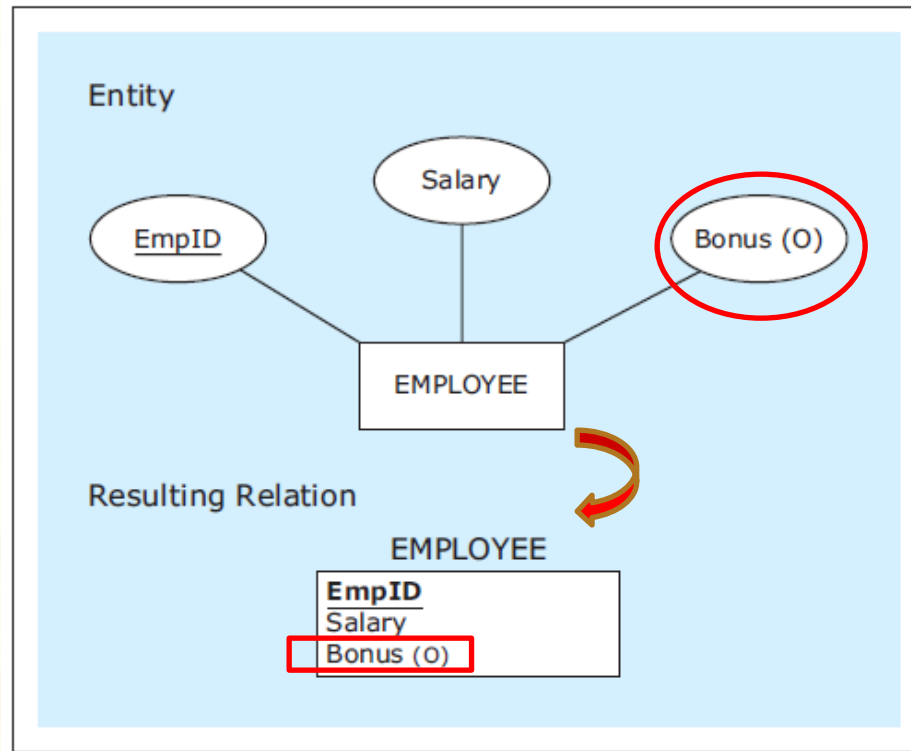 Entity
Salary
EmpID
Bonus (O)
EMPLOYEE
Resulting Relation
EMPLOYEE
EmpID
Salary
Bonus (O)